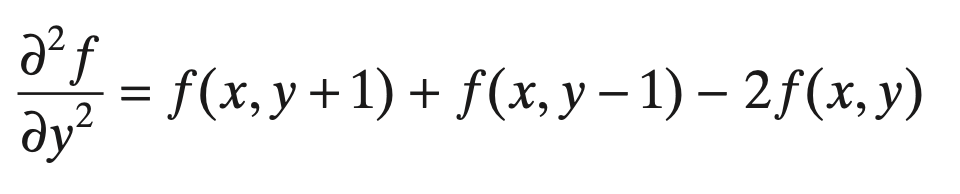 ∂²f/∂y² = f(x, y+1) + f(x, y−1) − 2f(x, y)